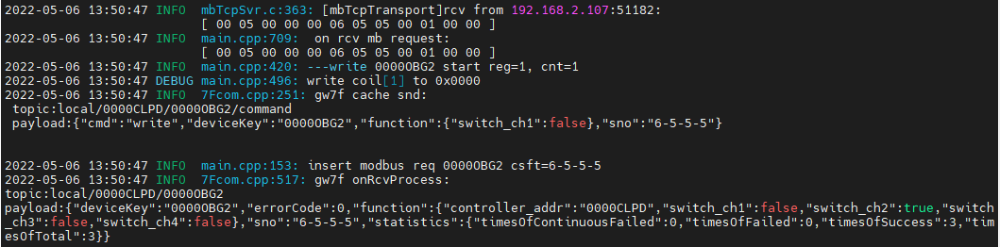 2022-05-06 13:50:47 INFO  mbTcpSvr.c:363: [mbTcpTransport]rcv from 192.168.2.107:51182:
[ 00 05 00 00 00 06 05 05 00 01 00 00 ]
2022-05-06 13:50:47 INFO  main.cpp:709:  on rcv mb request:
[ 00 05 00 00 00 06 05 05 00 01 00 00 ]
2022-05-06 13:50:47 INFO  main.cpp:420: ---write 0000OBG2 start reg=1, cnt=1
2022-05-06 13:50:47 DEBUG main.cpp:496: write coil[1] to 0x0000
2022-05-06 13:50:47 INFO  7Fcom.cpp:251: gw7f cache snd:
topic:local/0000CLPD/0000OBG2/command
payload:{"cmd":"write","deviceKey":"0000OBG2","function":{"switch_ch1":false},"sno":"6-5-5-5"}
2022-05-06 13:50:47 INFO  main.cpp:153: insert modbus req 0000OBG2 csft=6-5-5-5
2022-05-06 13:50:47 INFO  7Fcom.cpp:517: gw7f onRcvProcess:
topic:local/0000CLPD/0000OBG2
payload:{"deviceKey":"0000OBG2","errorCode":0,"function":{"controller_addr":"0000CLPD","switch_ch1":false,"switch_ch2":true,"switch
_ch3":false,"switch_ch4":false},"sno":"6-5-5-5","statistics":{"timesOfContinuousFailed":0,"timesOfFailed":0,"timesOfSuccess":3,"tim
esOfTotal":3}}